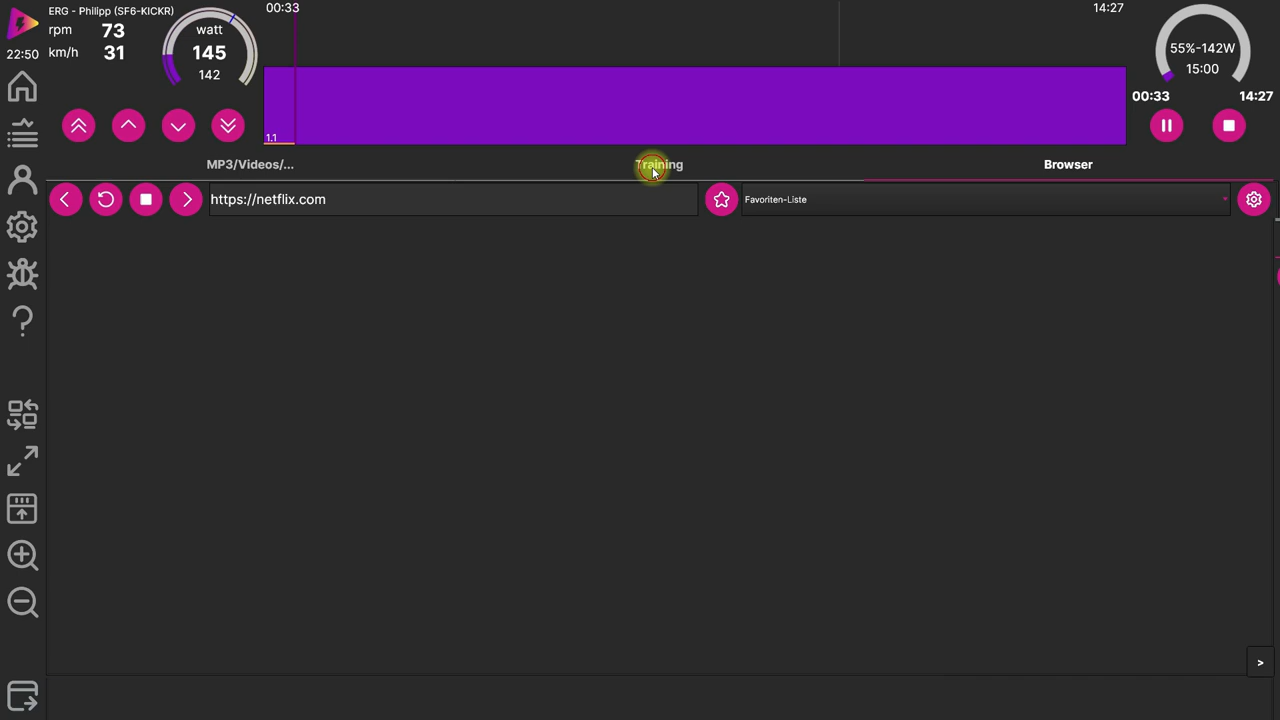 22:50
ERG - Philipp (SF6-KICKR)
rpm 73
km/h 31
watt
145
142
00:33
14:27
1.1
55%-142W
15:00
00:33 14:27
MP3/Videos/... Training Browser
https://netflix.com
Favoriten-Liste
>